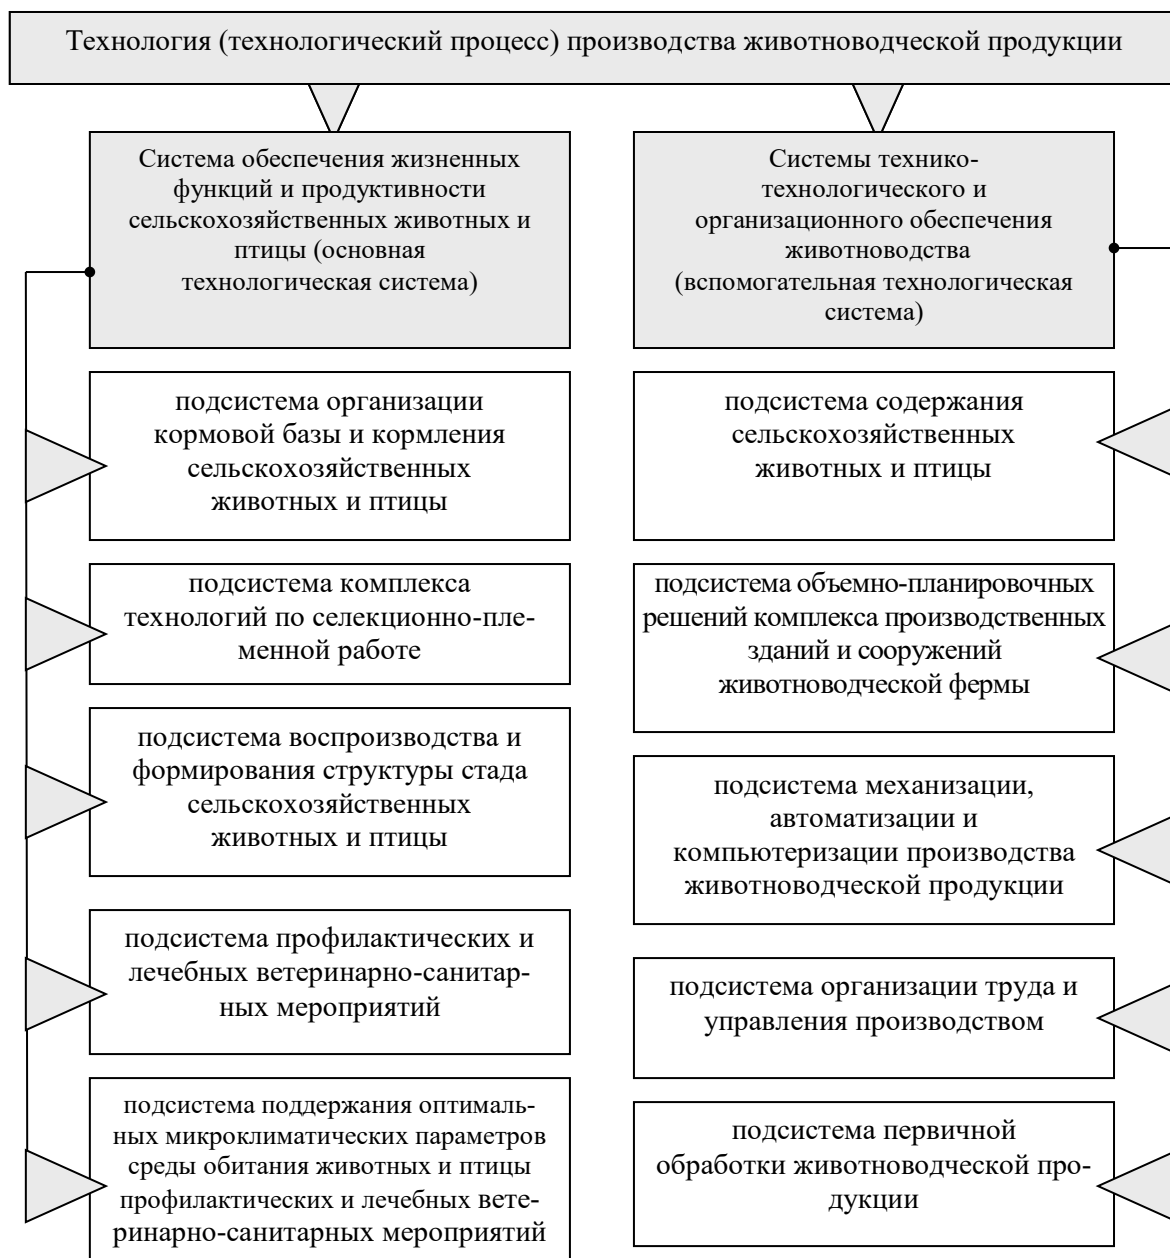 Технология (технологический процесс) производства животноводческой продукции
Система обеспечения жизненных
функций и продуктивности
сельскохозяйственных животных и
птицы (основная
технологическая система)
подсистема организации
кормовой базы и кормления
сельскохозяйственных
животных и птицы
подсистема комплекса
технологий по селекционно-пле-
менной работе
подсистема воспроизводства и
формирования структуры стада
сельскохозяйственных
животных и птицы
подсистема профилактических и
лечебных ветеринарно-санитар-
ных мероприятий
подсистема поддержания оптималь-
ных микроклиматических параметров
среды обитания животных и птицы
профилактических и лечебных вете-
ринарно-санитарных мероприятий
Системы технико-
технологического и
организационного обеспечения
животноводства
(вспомогательная технологическая
система)
подсистема содержания
сельскохозяйственных
животных и птицы
подсистема объемно-планировочных
решений комплекса производственных
зданий и сооружений
животноводческой фермы
подсистема механизации,
автоматизации и
компьютеризации производства
животноводческой продукции
подсистема организации труда и
управления производством
подсистема первичной
обработки животноводческой про-
дукции